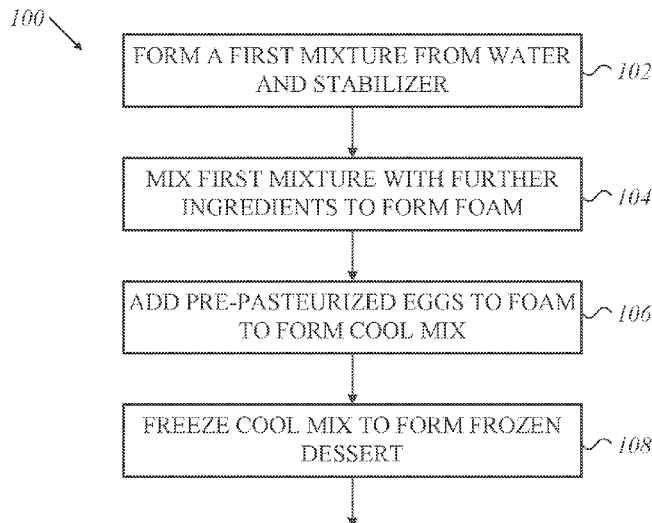 100
FORM A FIRST MIXTURE FROM WATER
AND STABILIZER
102
MIX FIRST MIXTURE WITH FURTHER
INGREDIENTS TO FORM FOAM
104
ADD PRE-PASTEURIZED EGGS TO FOAM
TO FORM COOL MIX
106
FREEZE COOL MIX TO FORM FROZEN
DESSERT
108